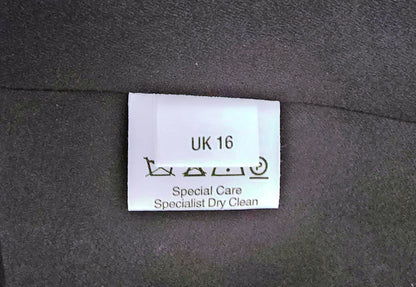 UK 16
Special Care
Specialist Dry Clean